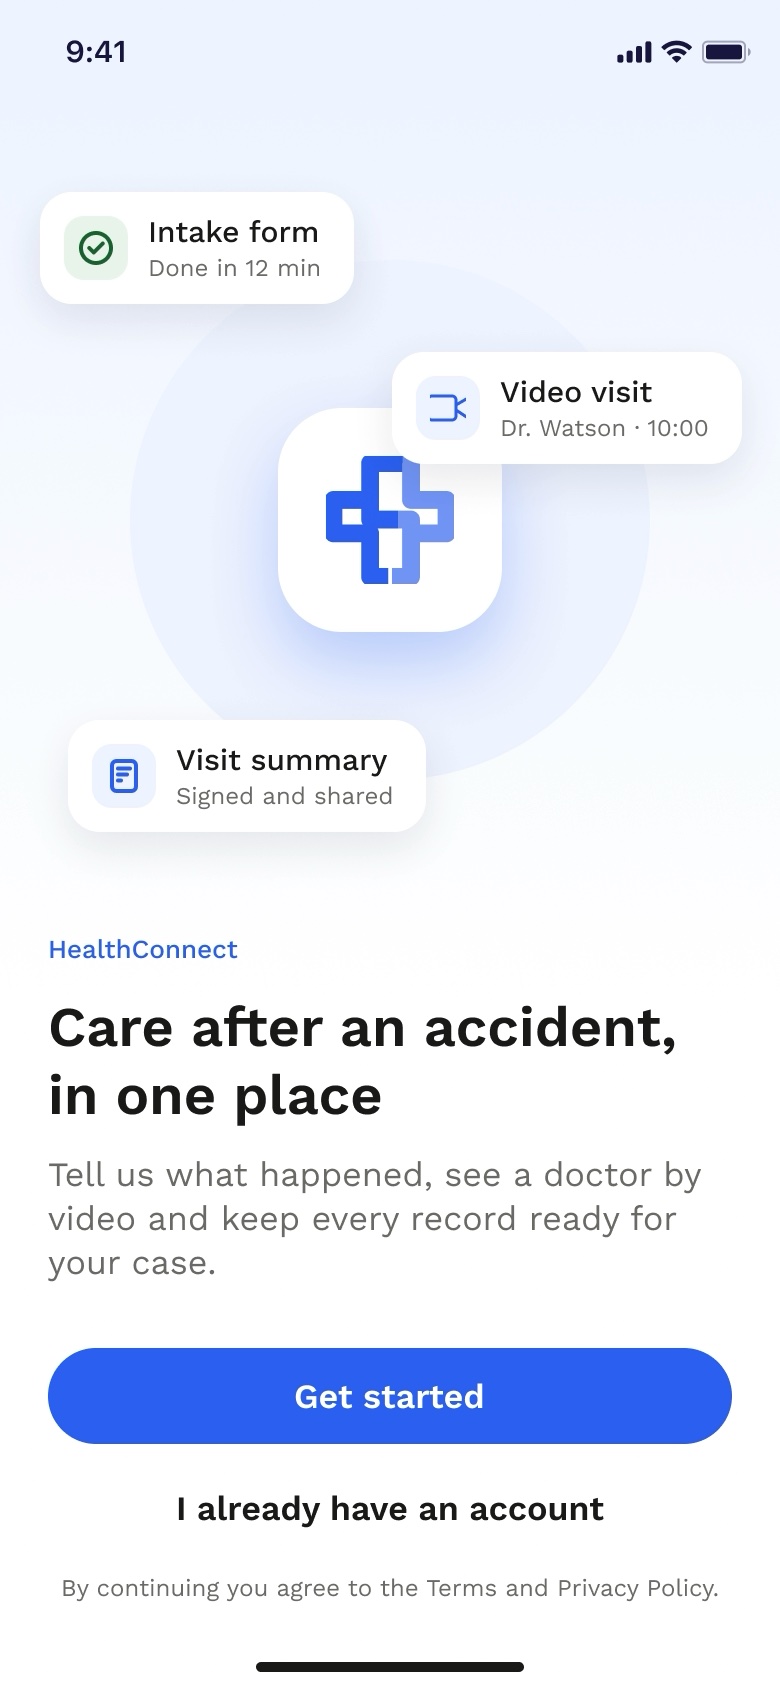 9:41
Intake form
Done in 12 min
Video visit
Dr. Watson · 10:00
Visit summary
Signed and shared
HealthConnect
Care after an accident,
in one place
Tell us what happened, see a doctor by
video and keep every record ready for
your case.
Get started
I already have an account
By continuing you agree to the Terms and Privacy Policy.